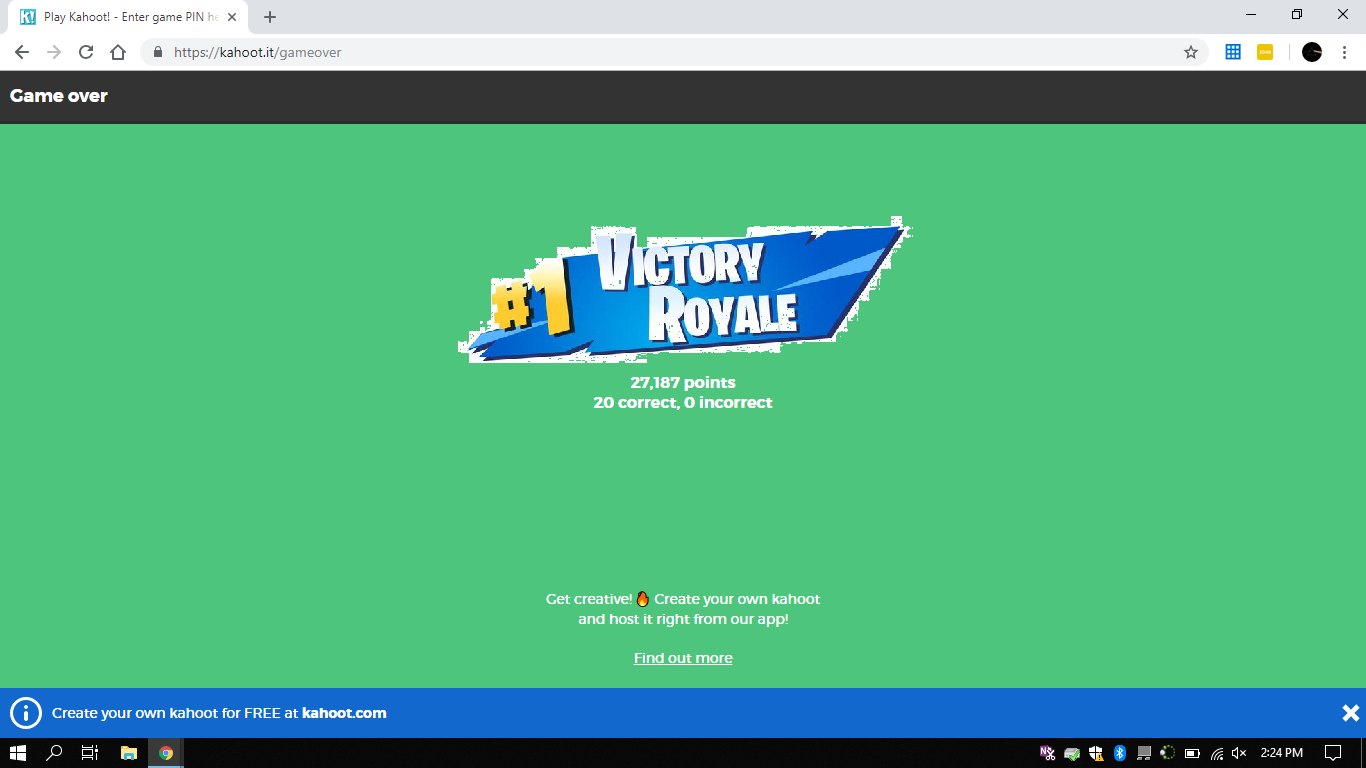 K!
Play Kahoot! - Enter game PIN he
https://kahoot.it/gameover
Game over
#1 VICTORY
ROYALE
27,187 points
20 correct, 0 incorrect
Get creative! 🔥 Create your own kahoot
and host it right from our app!
Find out more
Create your own kahoot for FREE at kahoot.com
2:24 PM